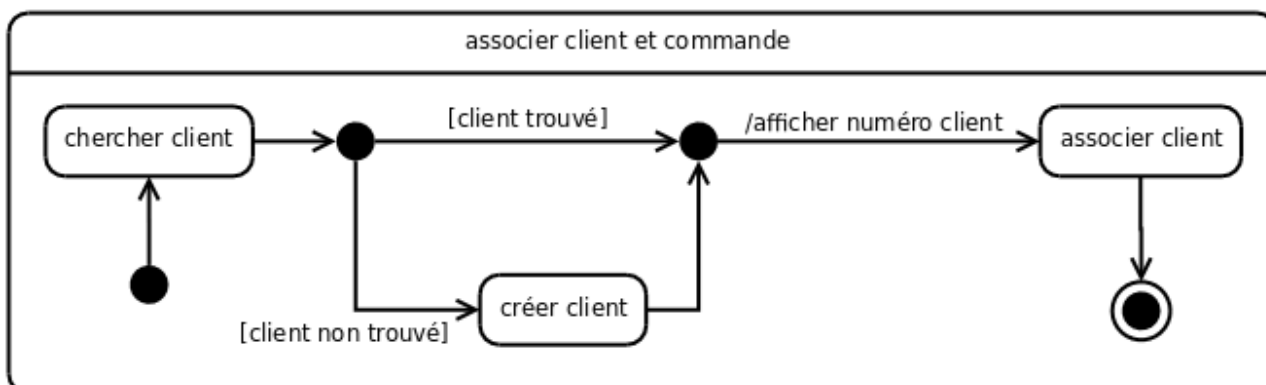 associer client et commande
[client trouvé]
/afficher numéro client
chercher client
associer client
créer client
[client non trouvé]